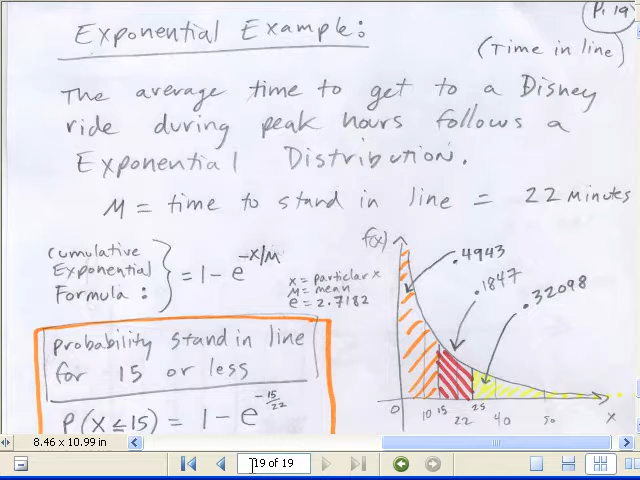 P. 19
Exponential Example:
(Time in line)
The average time to get to a Disney
ride during peak hours follows a
Exponential Distribution.
M = time to stand in line = 22 minutes
Cumulative
Exponential
Formula:
= 1 - e^-x/M
x = particlar x
M = mean
e = 2.7182
f(x)
.4943
.1847
.32098
0 10 15 22 25 40 50 x
probability stand in line
for 15 or less
P(x ≤ 15) = 1 - e^-15/22
8.46 x 10.99 in
19 of 19